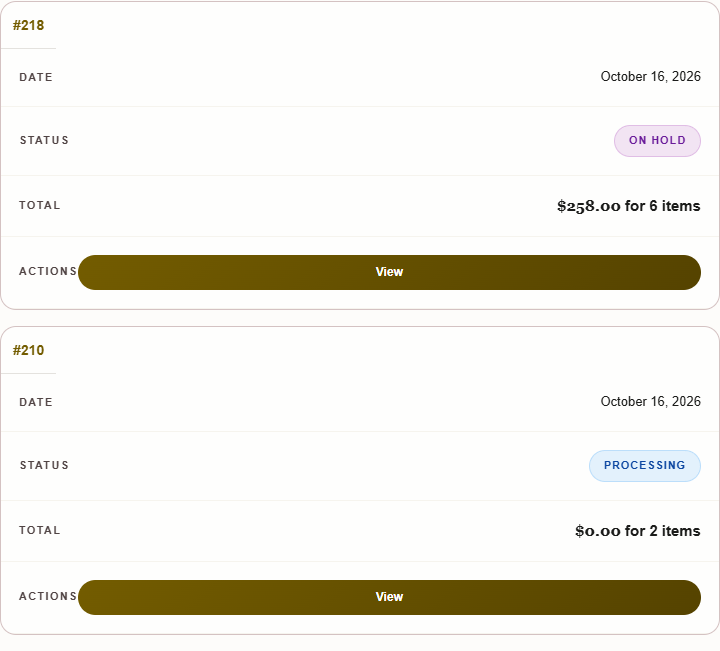 #218
DATE October 16, 2026
STATUS ON HOLD
TOTAL $258.00 for 6 items
ACTIONS View
#210
DATE October 16, 2026
STATUS PROCESSING
TOTAL $0.00 for 2 items
ACTIONS View